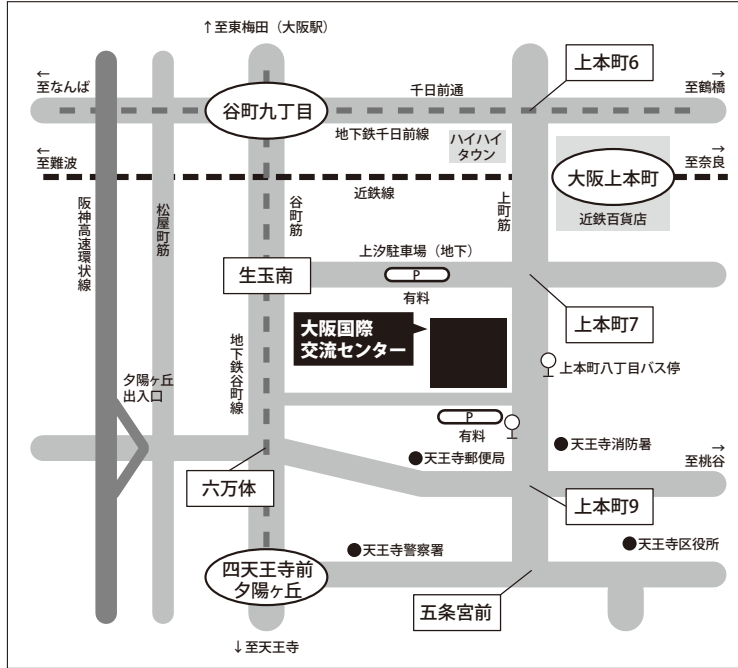 ↑至東梅田（大阪駅）
上本町6
←
至なんば
千日前通
→
至鶴橋
谷町九丁目
地下鉄千日前線
ハイハイ
タウン
←
至難波
近鉄線
大阪上本町
→
至奈良
近鉄百貨店
阪神高速環状線
松屋町筋
谷町筋
上町筋
上汐駐車場（地下）
生玉南
P
有料
上本町7
大阪国際
交流センター
地下鉄谷町線
上本町八丁目バス停
夕陽ヶ丘
出入口
P
有料
天王寺消防署
天王寺郵便局
→
至桃谷
六万体
上本町9
天王寺警察署
天王寺区役所
四天王寺前
夕陽ヶ丘
五条宮前
↓至天王寺